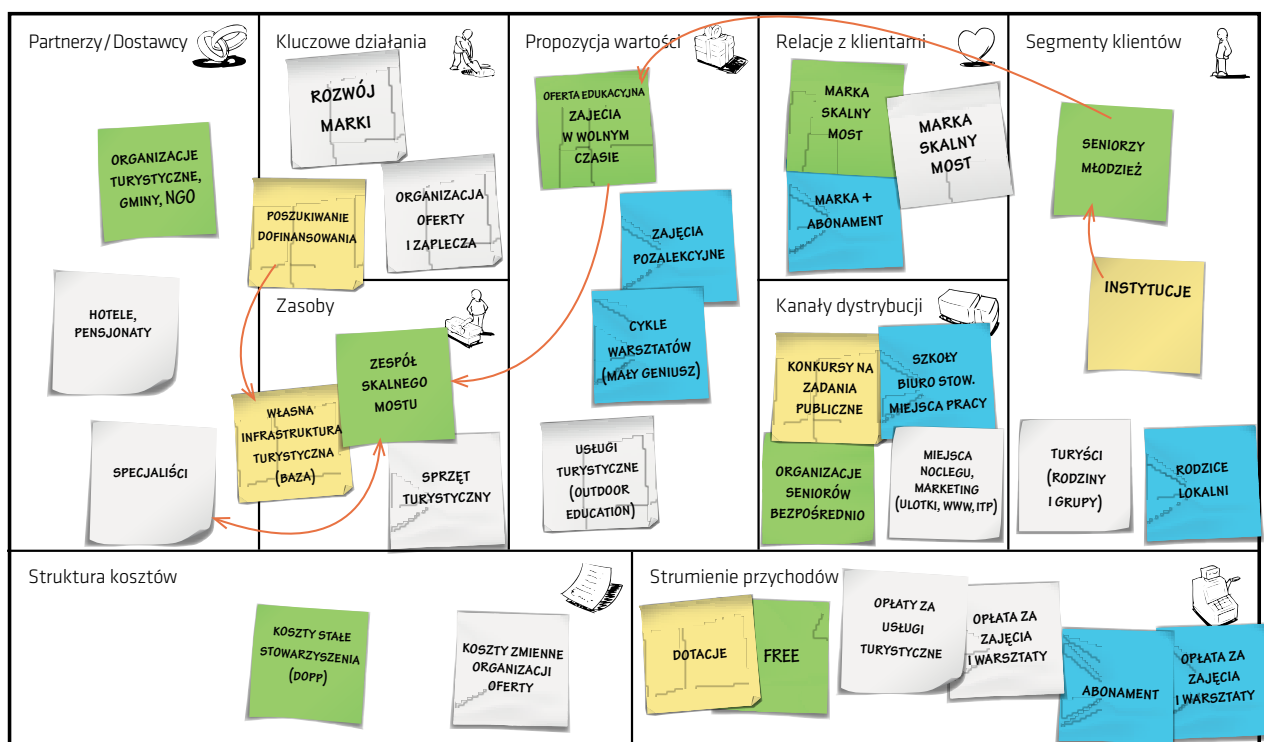 Partnerzy/Dostawcy
ORGANIZACJE
TURYSTYCZNE,
GMINY, NGO
HOTELE,
PENSJONATY
SPECJALIŚCI
Kluczowe działania
ROZWÓJ
MARKI
POSZUKIWANIE
DOFINANSOWANIA
ORGANIZACJA
OFERTY
I ZAPLECZA
Zasoby
ZESPÓŁ
SKALNEGO
MOSTU
WŁASNA
INFRASTRUKTURA
TURYSTYCZNA
(BAZA)
SPRZĘT
TURYSTYCZNY
Propozycja wartości
OFERTA EDUKACYJNA
ZAJECIA
W WOLNYM
CZASIE
ZAJĘCIA
POZALEKCYJNE
CYKLE
WARSZTATÓW
(MAŁY GENIUSZ)
USŁUGI
TURYSTYCZNE
(OUTDOOR
EDUCATION)
Relacje z klientami
MARKA
SKALNY
MOST
MARKA
SKALNY
MOST
MARKA +
ABONAMENT
Kanały dystrybucji
KONKURSY NA
ZADANIA
PUBLICZNE
SZKOŁY
BIURO STOW.
MIEJSCA PRACY
ORGANIZACJE
SENIORÓW
BEZPOŚREDNIO
MIEJSCA
NOCLEGU,
MARKETING
(ULOTKI, WWW, ITP)
Segmenty klientów
SENIORZY
MŁODZIEŻ
INSTYTUCJE
TURYŚCI
(RODZINY
I GRUPY)
RODZICE
LOKALNI
Struktura kosztów
KOSZTY STAŁE
STOWARZYSZENIA
(DOPP)
KOSZTY ZMIENNE
ORGANIZACJI
OFERTY
Strumienie przychodów
DOTACJE
FREE
OPŁATY ZA
USŁUGI
TURYSTYCZNE
OPŁATA ZA
ZAJĘCIA
I WARSZTATY
ABONAMENT
OPŁATA ZA
ZAJĘCIA
I WARSZTATY